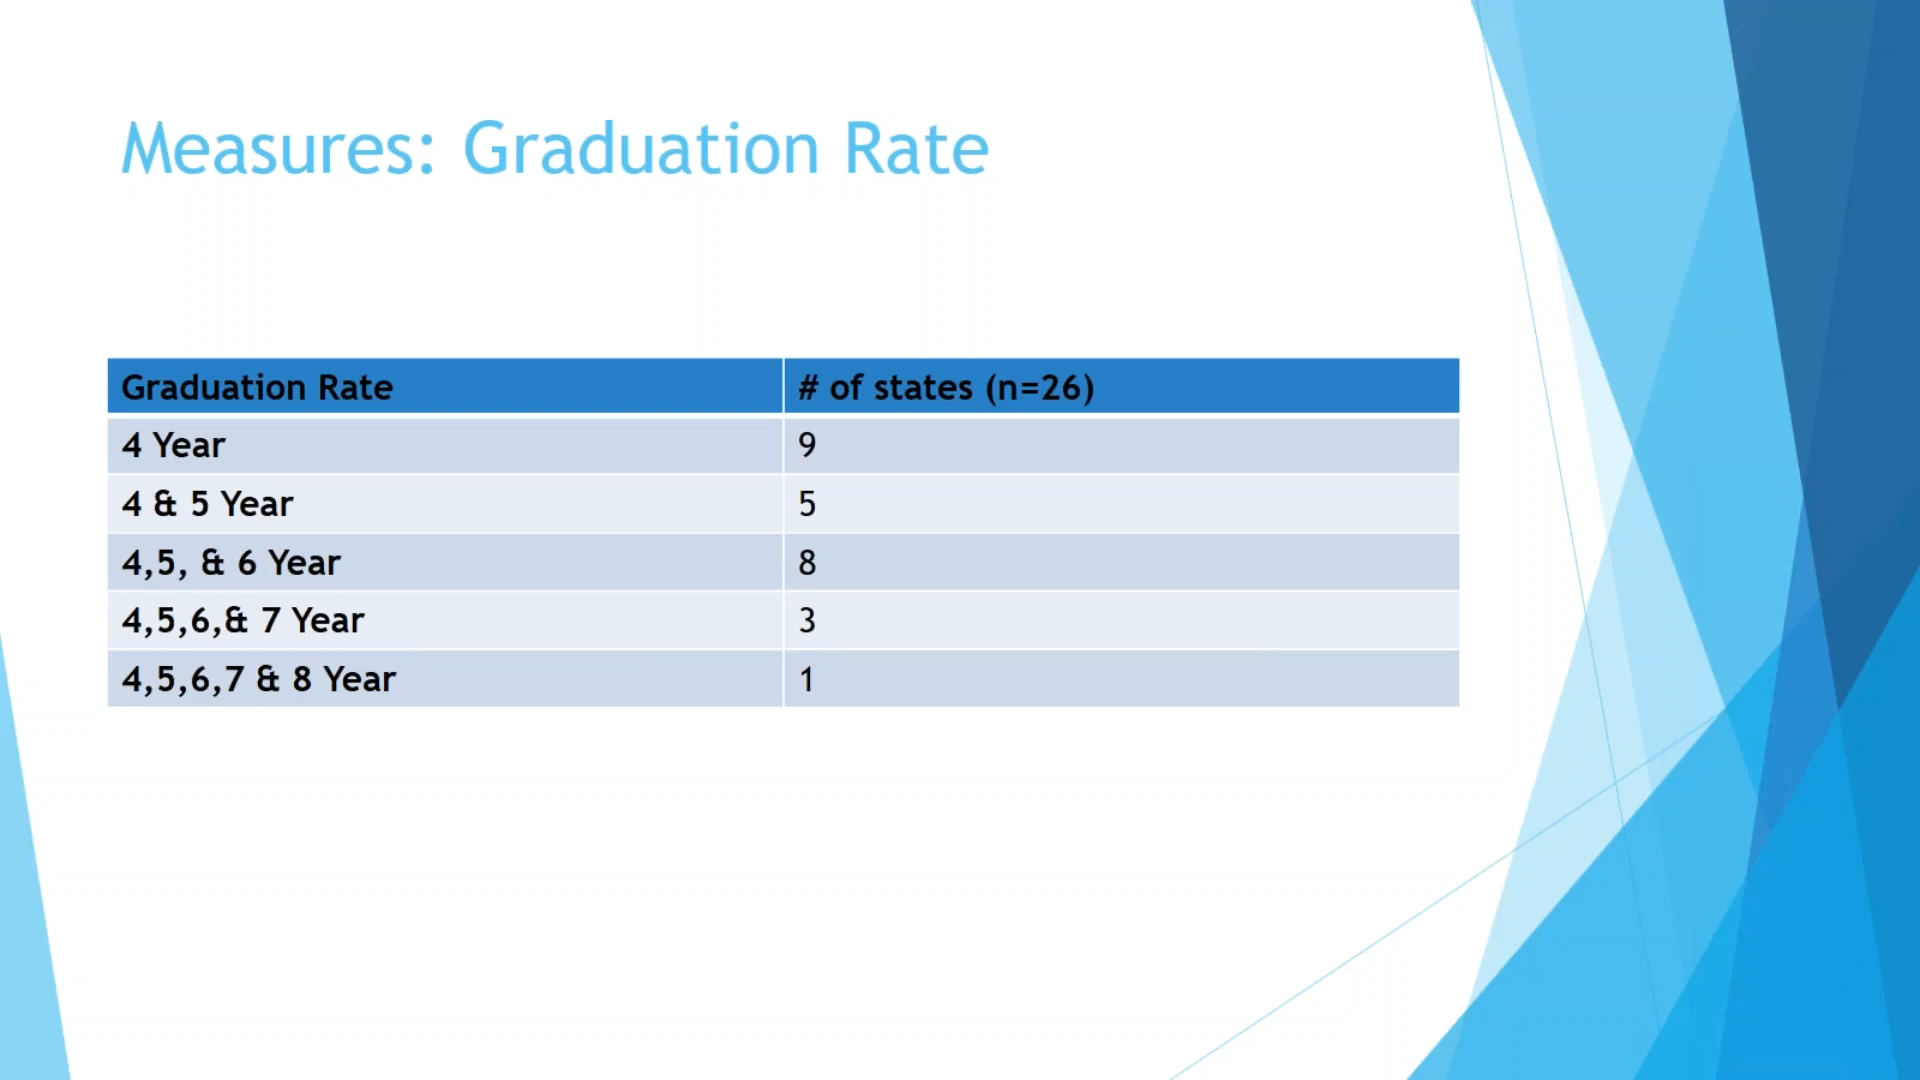 Measures: Graduation Rate
Graduation Rate # of states (n=26)
4 Year 9
4 & 5 Year 5
4,5, & 6 Year 8
4,5,6,& 7 Year 3
4,5,6,7 & 8 Year 1